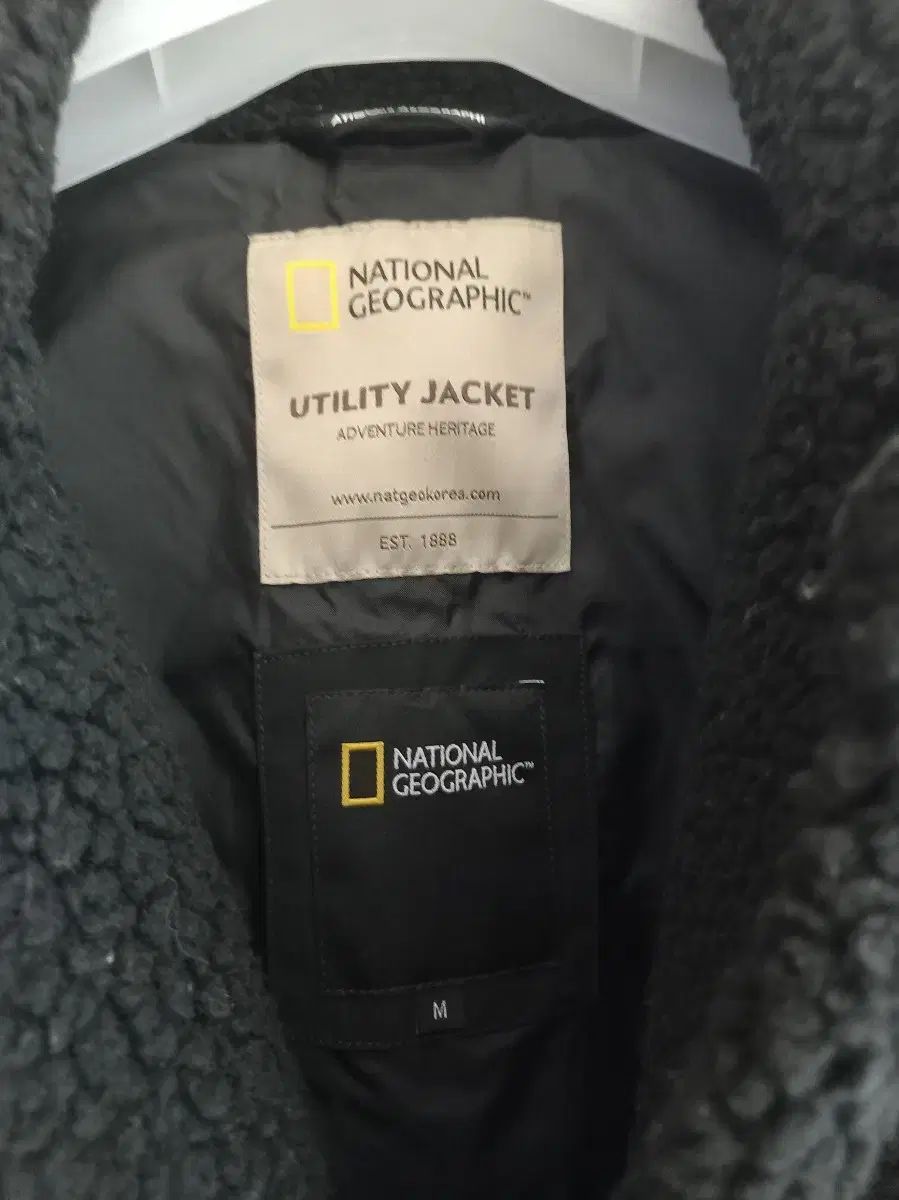 NATIONAL
GEOGRAPHIC™
UTILITY JACKET
ADVENTURE HERITAGE
www.natgeokorea.com
EST. 1888
NATIONAL
GEOGRAPHIC™
M